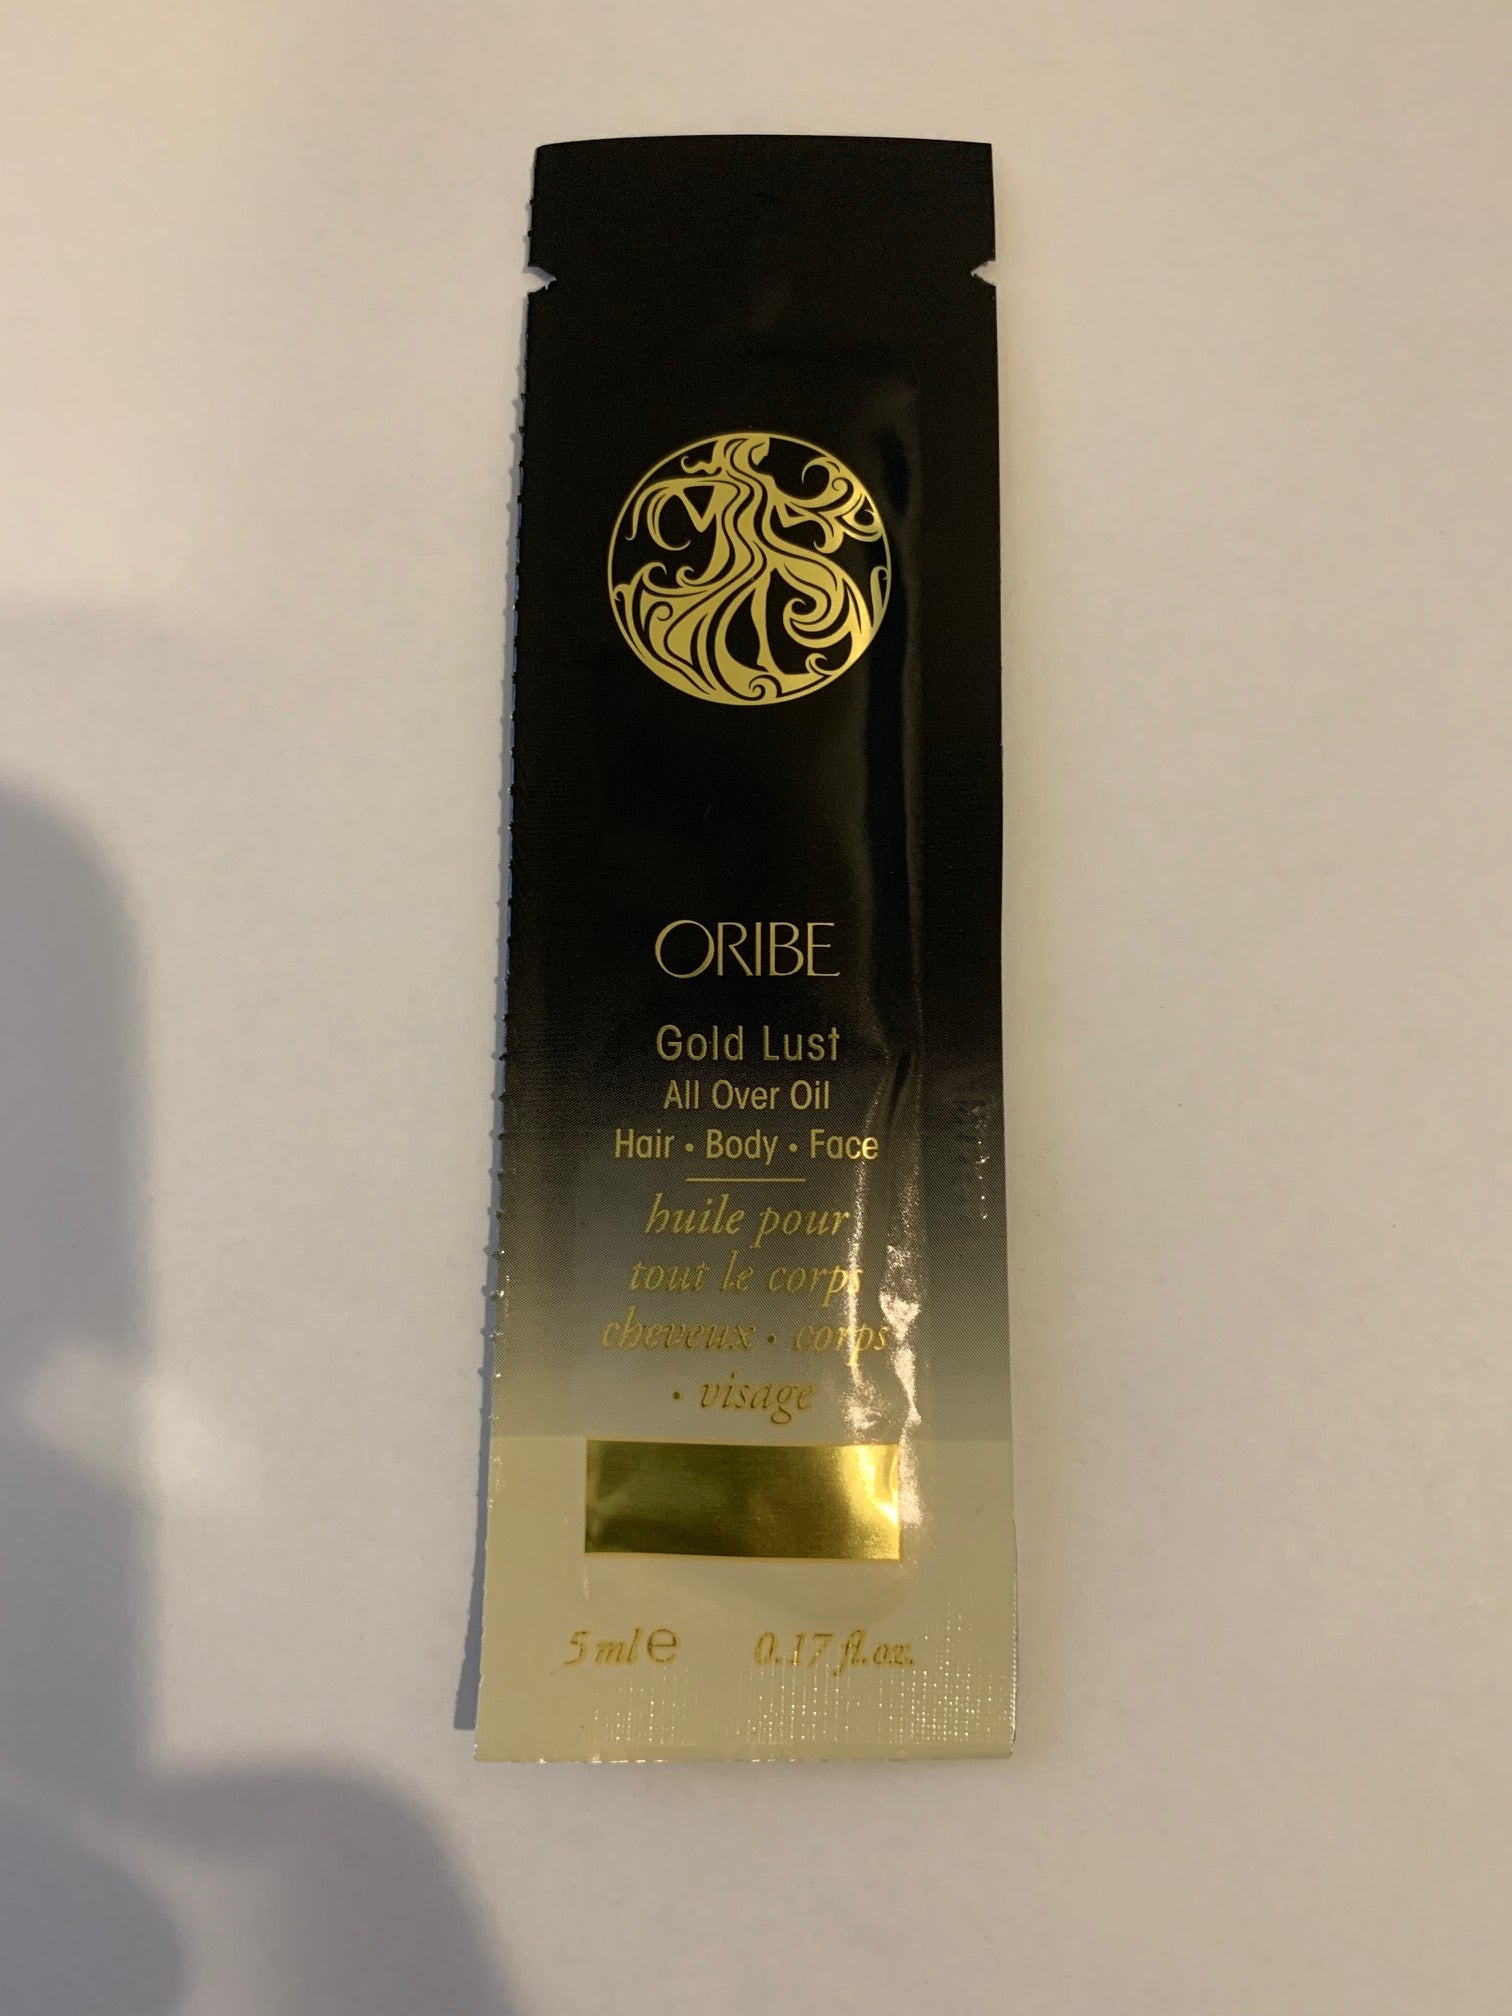 ORIBE
Gold Lust
All Over Oil
Hair • Body • Face
huile pour
tout le corps
cheveux • corps
• visage
5 ml ℮ 0.17 fl. oz.